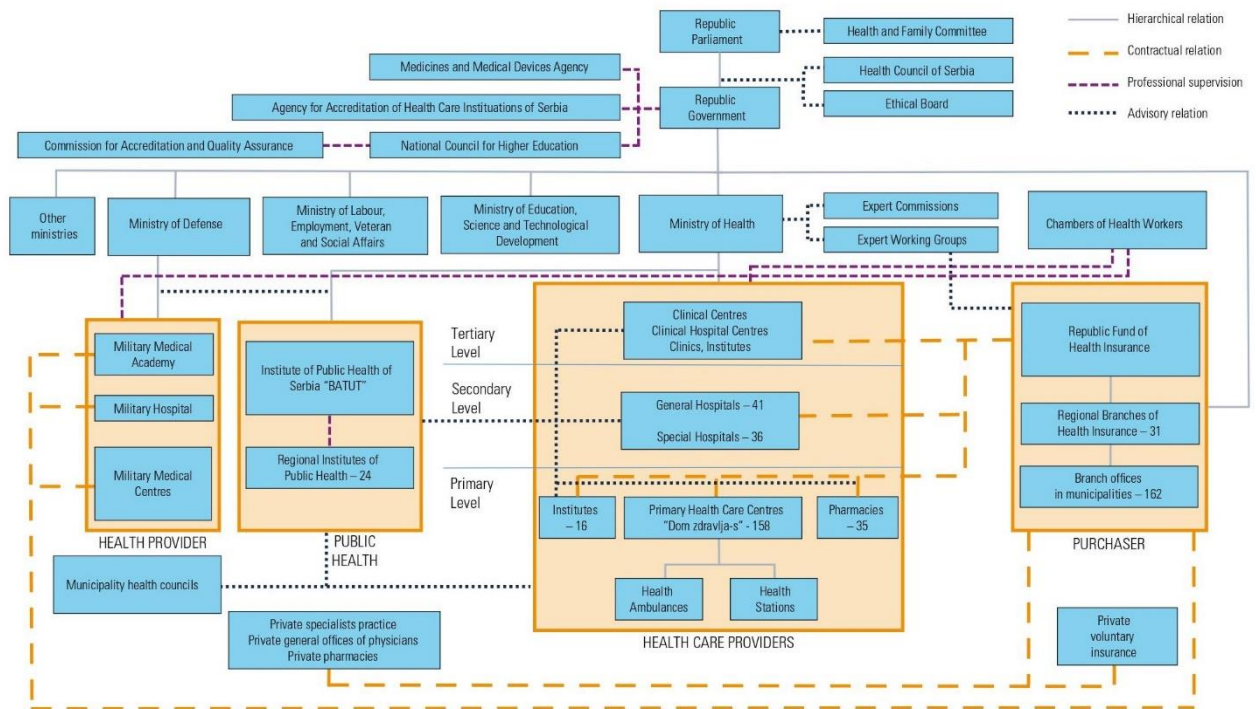 Republic
Parliament
Health and Family Committee
Hierarchical relation
Contractual relation
Professional supervision
Advisory relation
Medicines and Medical Devices Agency
Health Council of Serbia
Agency for Accreditation of Health Care Instituations of Serbia
Republic
Government
Ethical Board
Commission for Accreditation and Quality Assurance
National Council for Higher Education
Other
ministries
Ministry of Defense
Ministry of Labour,
Employment, Veteran
and Social Affairs
Ministry of Education,
Science and Technological
Development
Ministry of Health
Expert Commissions
Expert Working Groups
Chambers of Health Workers
Military Medical
Academy
Military Hospital
Military Medical
Centres
HEALTH PROVIDER
Institute of Public Health of
Serbia "BATUT"
Regional Institutes of
Public Health – 24
PUBLIC
HEALTH
Tertiary
Level
Clinical Centres
Clinical Hospital Centres
Clinics, Institutes
Secondary
Level
General Hospitals – 41
Special Hospitals – 36
Primary
Level
Institutes
– 16
Primary Health Care Centres
"Dom zdravlja-s" - 158
Pharmacies
– 35
Health
Ambulances
Health
Stations
HEALTH CARE PROVIDERS
Republic Fund of
Health Insurance
Regional Branches of
Health Insurance – 31
Branch offices
in municipalities – 162
PURCHASER
Municipality health councils
Private specialists practice
Private general offices of physicians
Private pharmacies
Private
voluntary
insurance